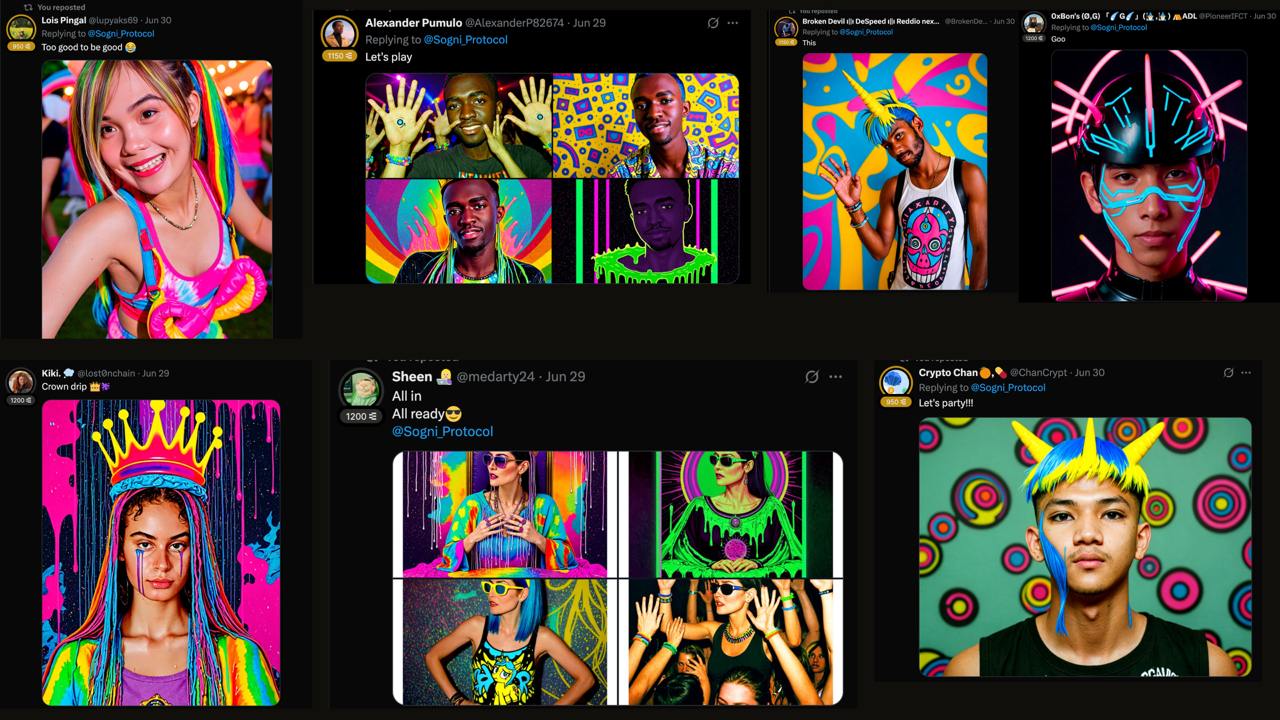 You reposted
Lois Pingal @lupyaks69 · Jun 30
Replying to @Sogni_Protocol
950
Too good to be good 😂
Alexander Pumulo @AlexanderP82674 · Jun 29
Replying to @Sogni_Protocol
1150
Let's play
Broken Devil DeSpeed Reddio nex... @BrokenDe... · Jun 30
Replying to @Sogni_Protocol
This
0xBon's (Ø,G) ADL @PioneerIFCT · Jun 30
Replying to @Sogni_Protocol
1200
Goo
Kiki. 💭 @lost0nchain · Jun 29
Crown drip 👑
1200
You reposted
Sheen @medarty24 · Jun 29
All in
1200
All ready😎
@Sogni_Protocol
You reposted
Crypto Chan @ChanCrypt · Jun 30
Replying to @Sogni_Protocol
950
Let's party!!!